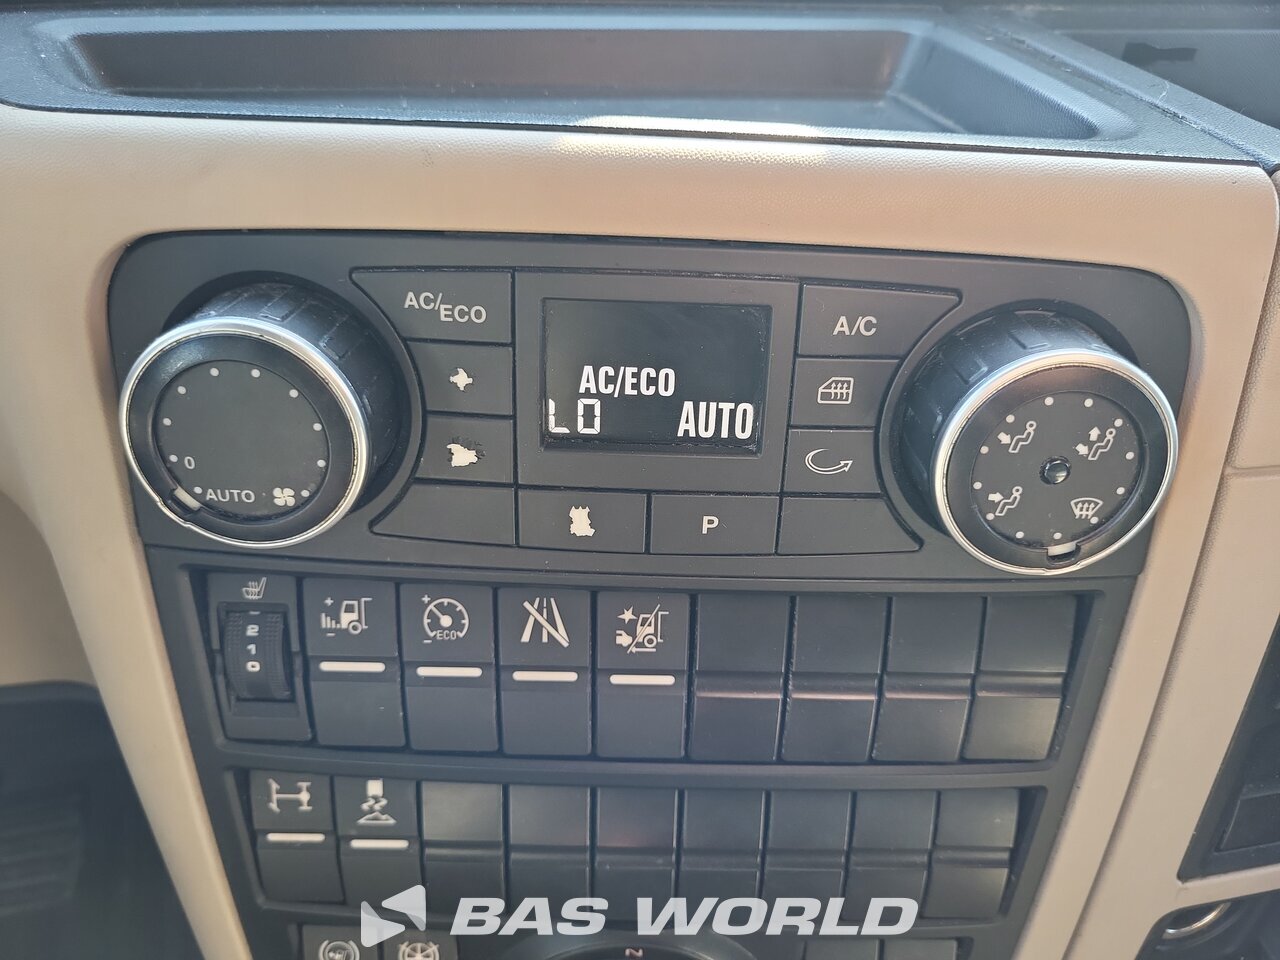 AC/ECO
A/C
AC/ECO
LO AUTO
0
AUTO
P
2
1
0
ECO
BAS WORLD
N